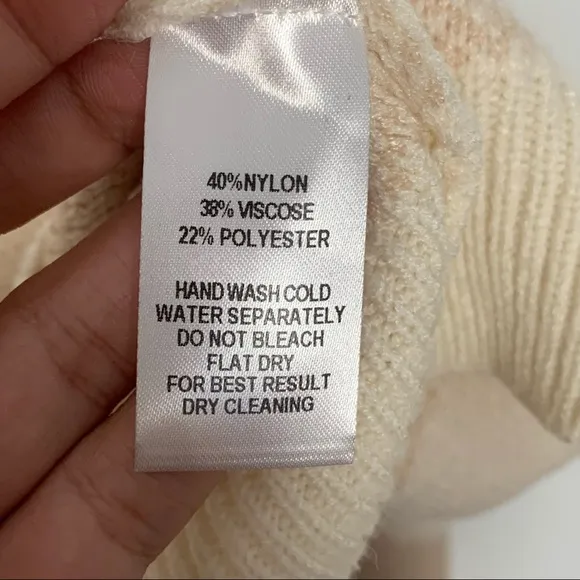 40%NYLON
38% VISCOSE
22% POLYESTER
HAND WASH COLD
WATER SEPARATELY
DO NOT BLEACH
FLAT DRY
FOR BEST RESULT
DRY CLEANING